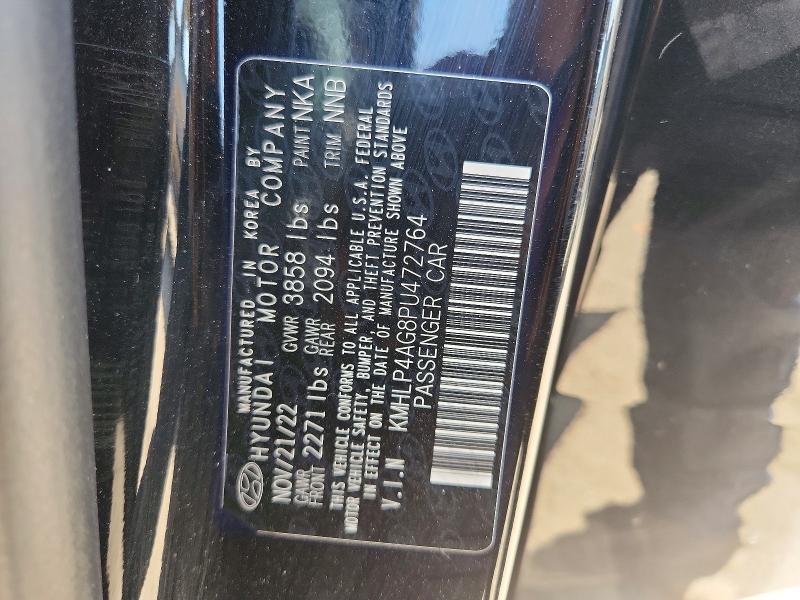 MANUFACTURED IN KOREA BY
HYUNDAI MOTOR COMPANY
NOV/21/22 GVWR 3858 lbs PAINT NKA
GAWR FRONT 2271 lbs GAWR REAR 2094 lbs TRIM NNB
THIS VEHICLE CONFORMS TO ALL APPLICABLE U.S.A. FEDERAL
MOTOR VEHICLE SAFETY, BUMPER, AND THEFT PREVENTION STANDARDS
IN EFFECT ON THE DATE OF MANUFACTURE SHOWN ABOVE
V.I.N KMHLP4AG8PU472764
PASSENGER CAR